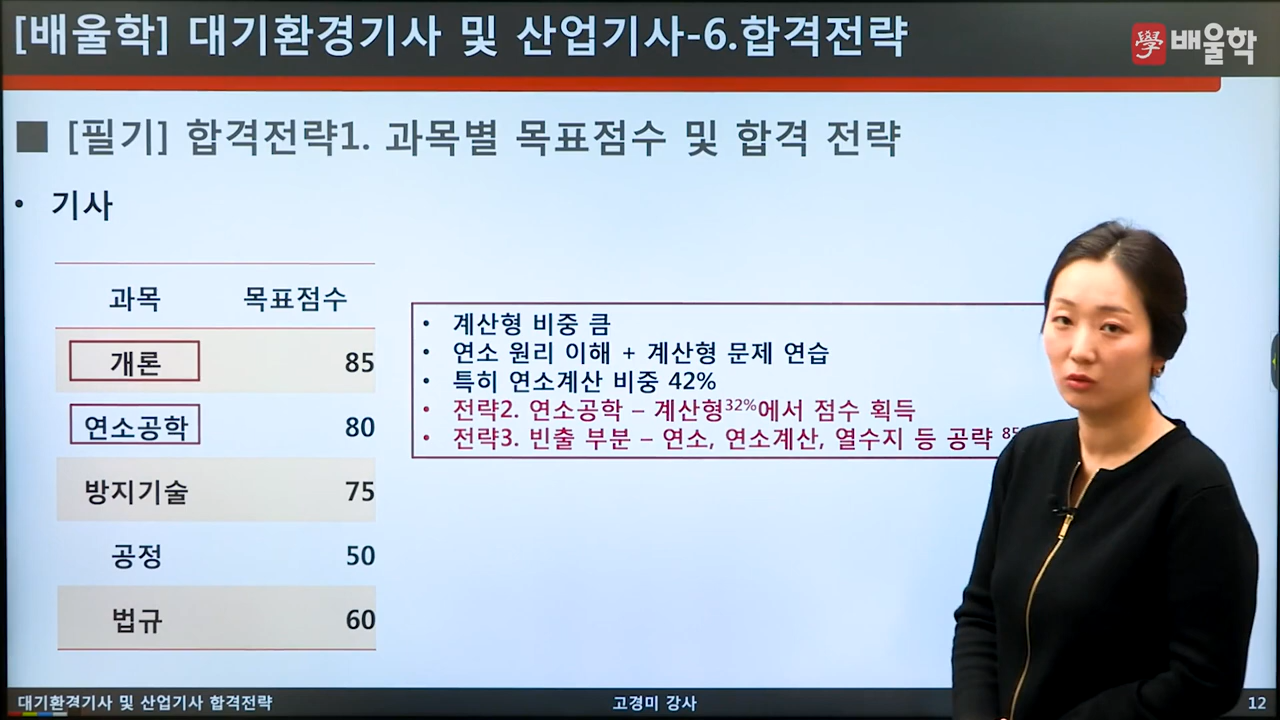 [배울학] 대기환경기사 및 산업기사-6.합격전략
學 배울학
■ [필기] 합격전략1. 과목별 목표점수 및 합격 전략
• 기사
과목 목표점수
개론 85
연소공학 80
방지기술 75
공정 50
법규 60
• 계산형 비중 큼
• 연소 원리 이해 + 계산형 문제 연습
• 특히 연소계산 비중 42%
• 전략2. 연소공학 – 계산형32%에서 점수 획득
• 전략3. 빈출 부분 – 연소, 연소계산, 열수지 등 공략
대기환경기사 및 산업기사 합격전략
고경미 강사
12